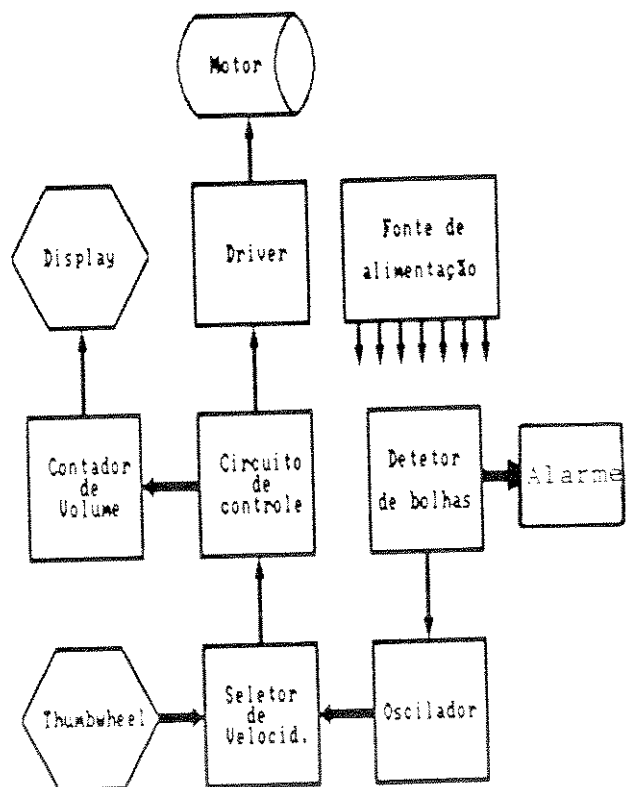 Motor
Display
Driver
Fonte de
alimentação
Contador
de
Volume
Circuito
de
controle
Detetor
de bolhas
Alarme
Thumbwheel
Seletor
de
Velocid.
Oscilador